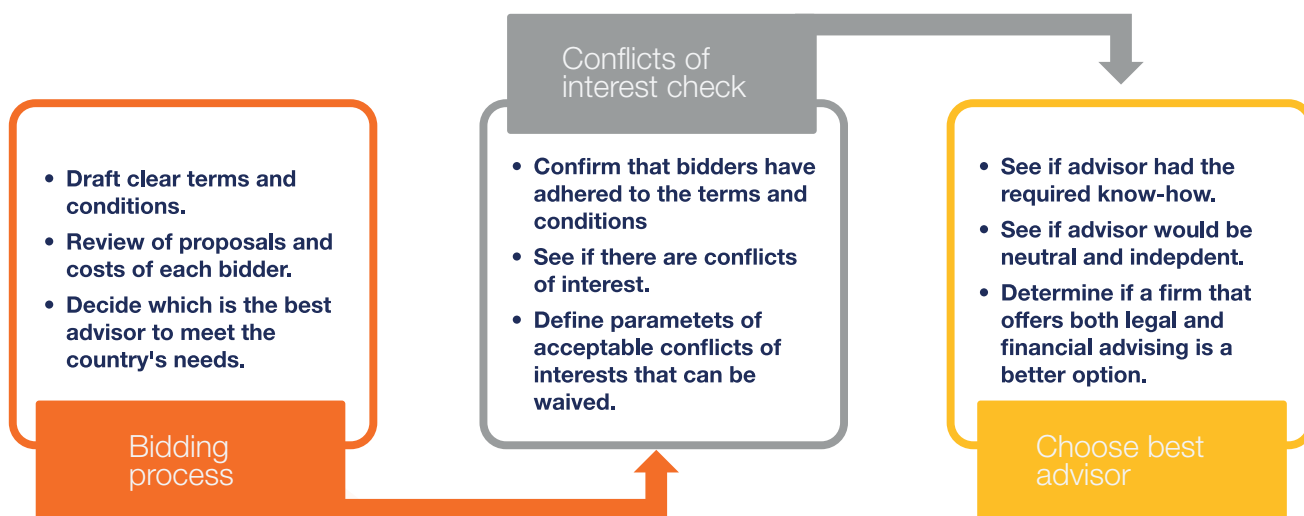 • Draft clear terms and
conditions.
• Review of proposals and
costs of each bidder.
• Decide which is the best
advisor to meet the
country's needs.
Bidding
process
Conflicts of
interest check
• Confirm that bidders have
adhered to the terms and
conditions
• See if there are conflicts
of interest.
• Define parametets of
acceptable conflicts of
interests that can be
waived.
• See if advisor had the
required know-how.
• See if advisor would be
neutral and indepdent.
• Determine if a firm that
offers both legal and
financial advising is a
better option.
Choose best
advisor